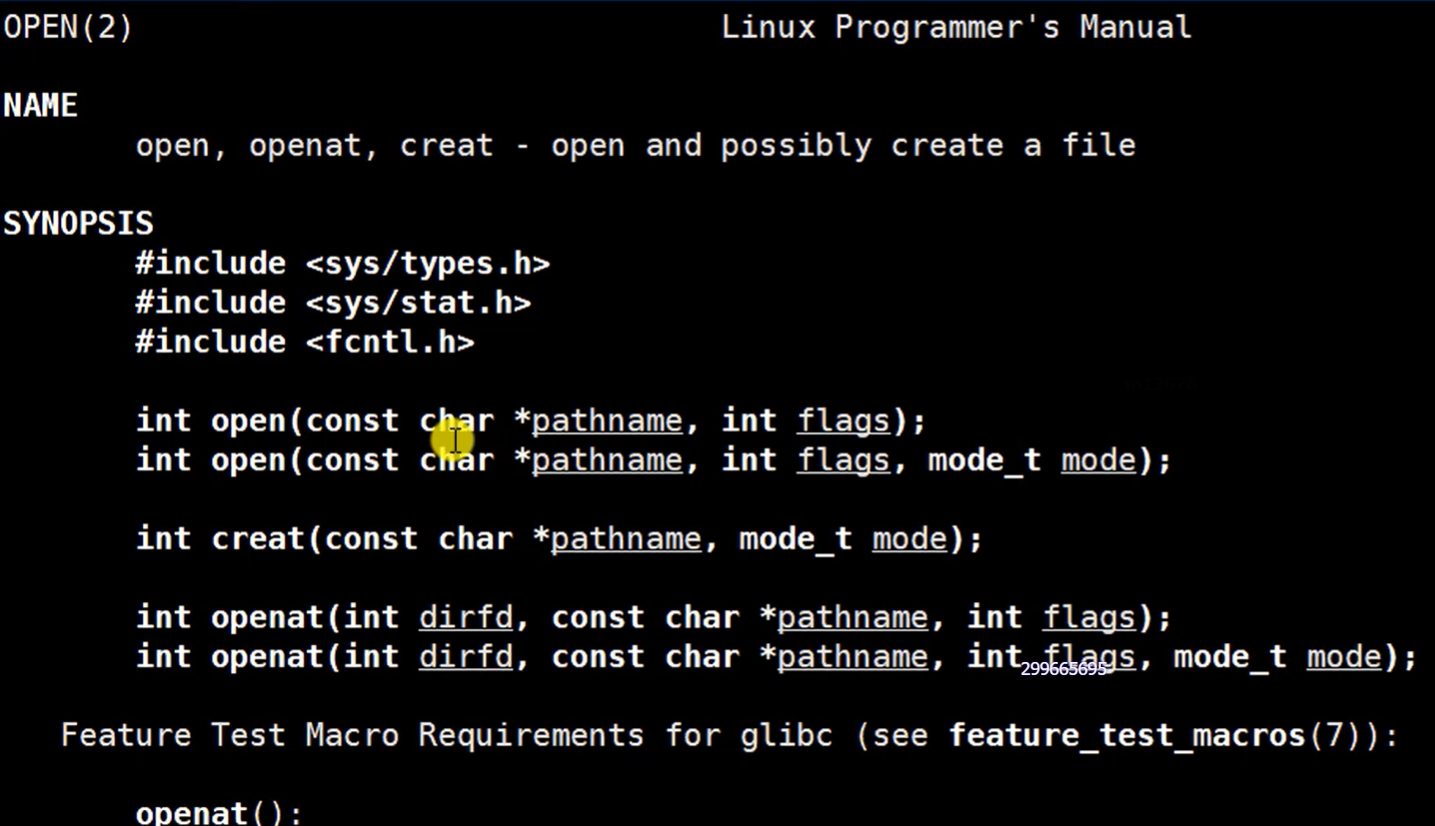 OPEN(2) Linux Programmer's Manual
NAME
open, openat, creat - open and possibly create a file
SYNOPSIS
#include <sys/types.h>
#include <sys/stat.h>
#include <fcntl.h>
int open(const char *pathname, int flags);
int open(const char *pathname, int flags, mode_t mode);
int creat(const char *pathname, mode_t mode);
int openat(int dirfd, const char *pathname, int flags);
int openat(int dirfd, const char *pathname, int flags, mode_t mode);
299665695
Feature Test Macro Requirements for glibc (see feature_test_macros(7)):
openat():